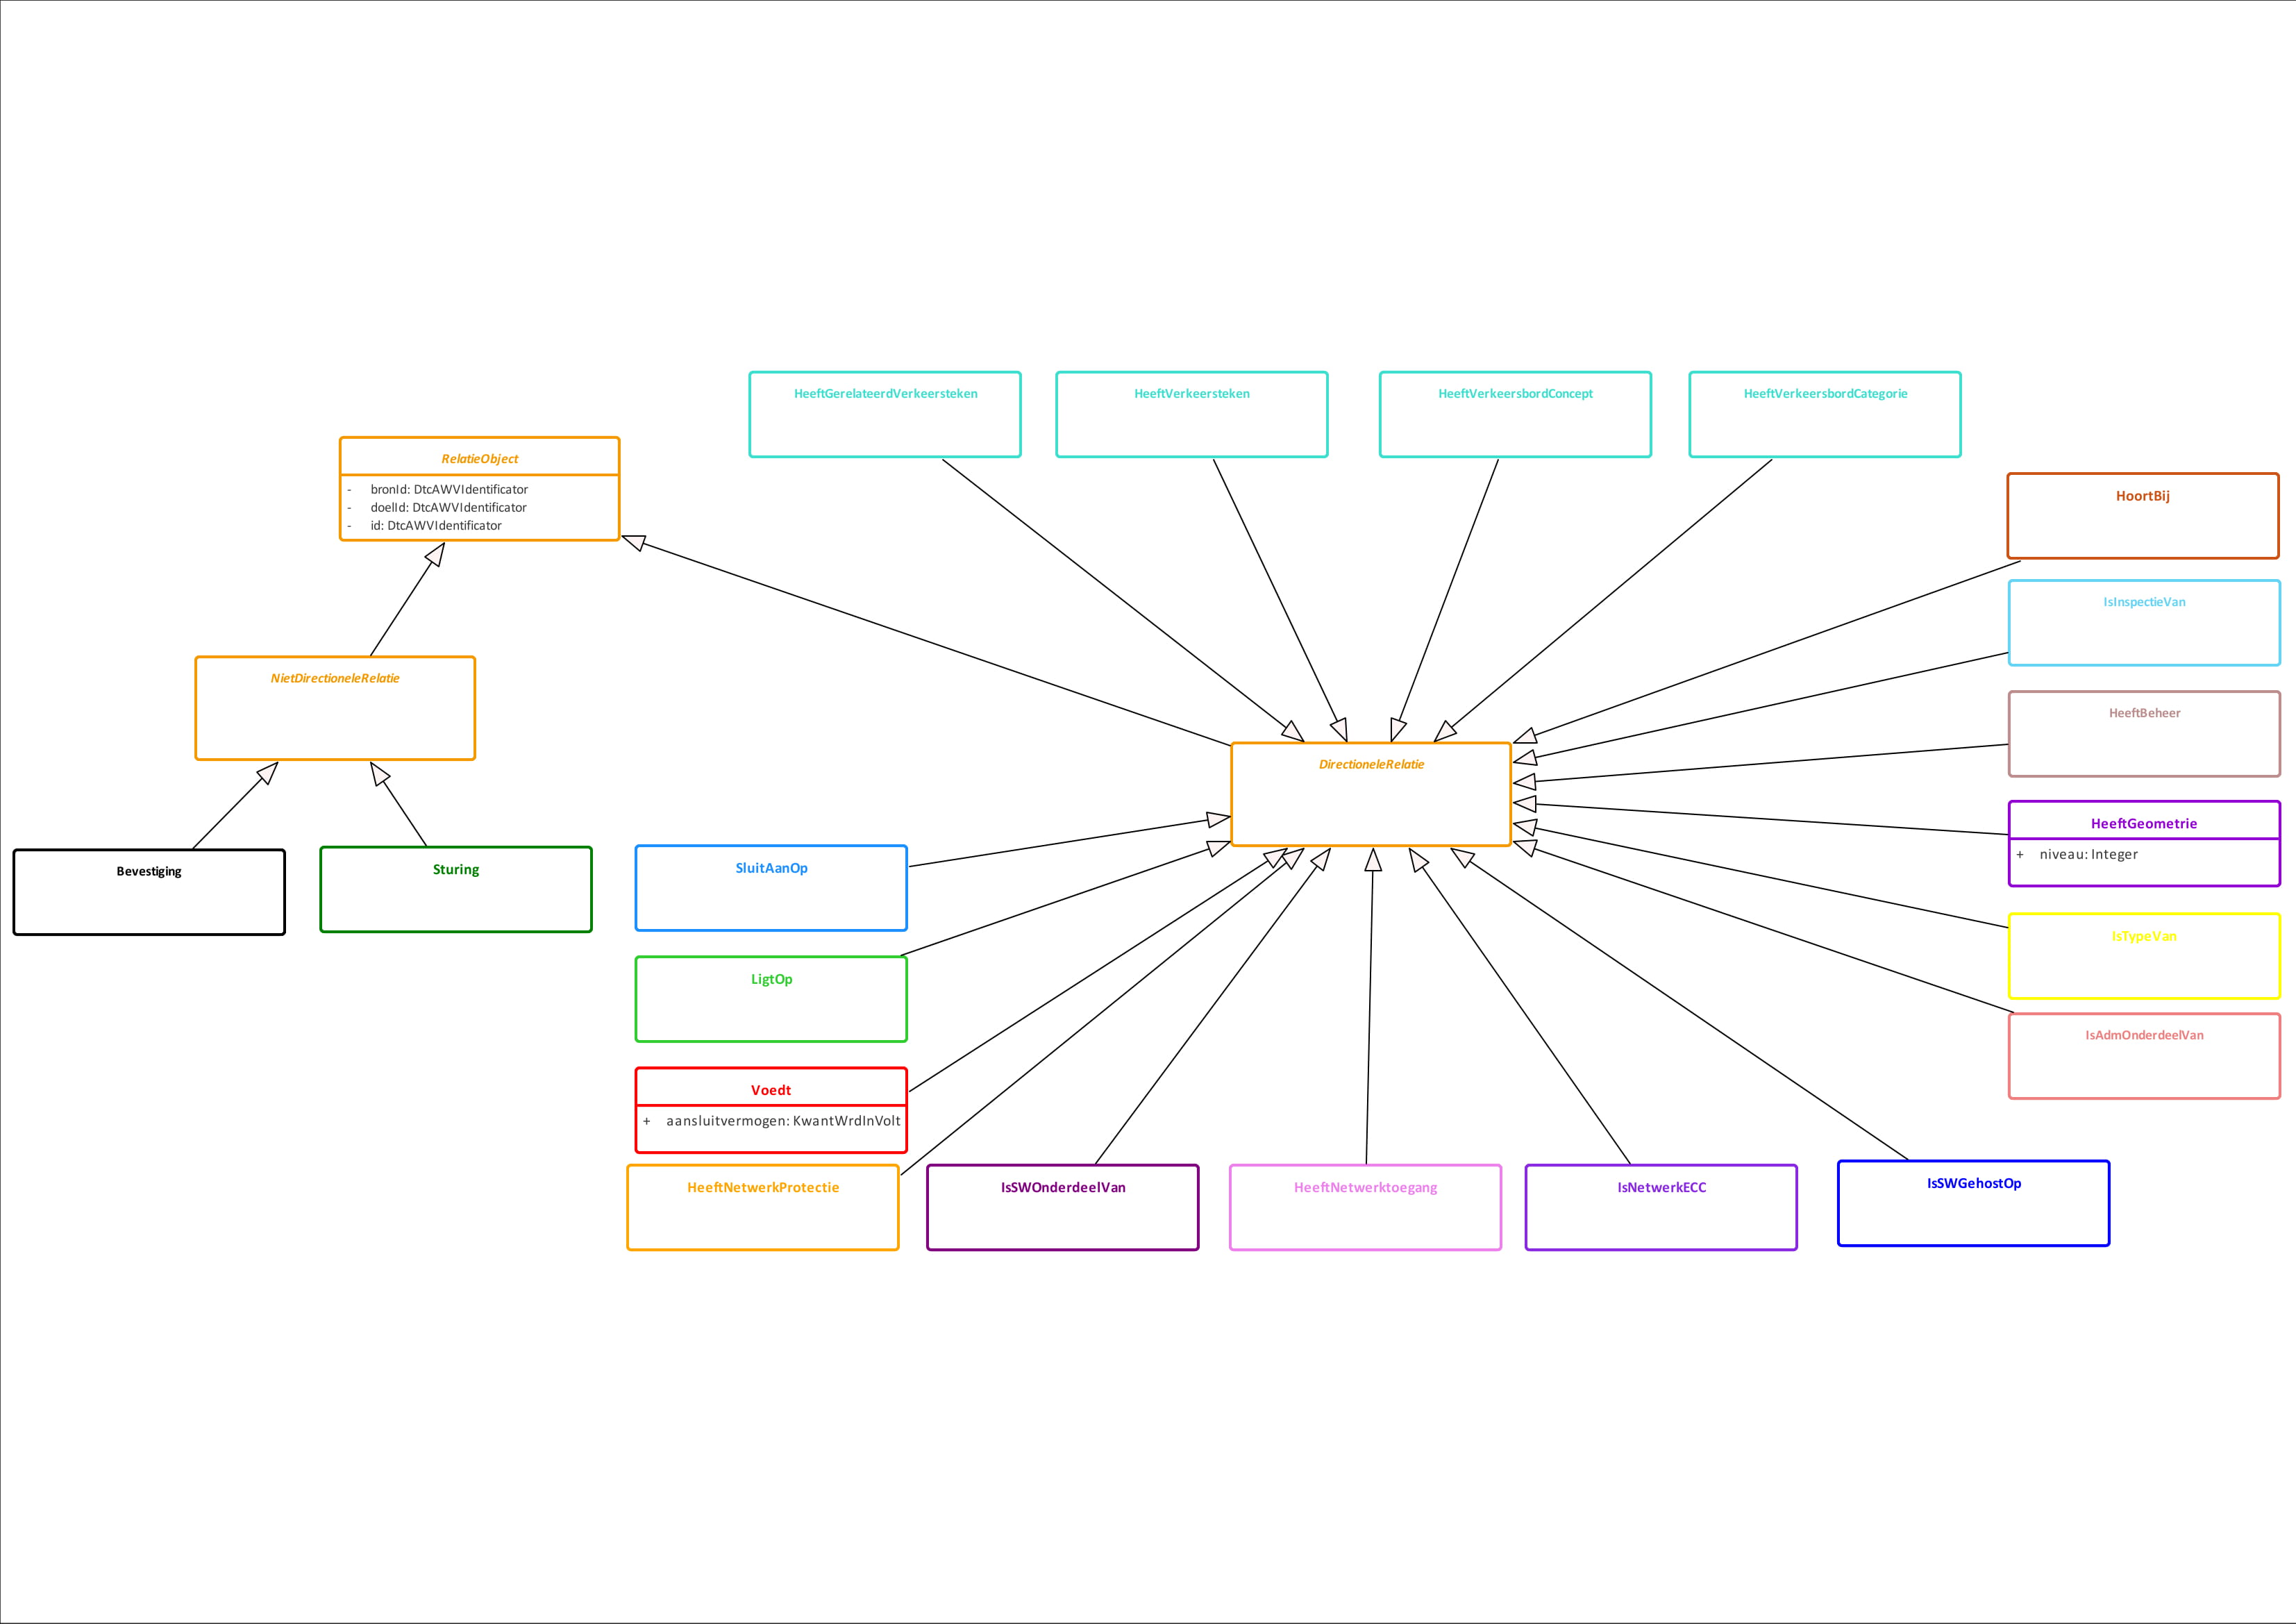 HeeftGerelateerdVerkeersteken
HeeftVerkeersteken
HeeftVerkeersbordConcept
HeeftVerkeersbordCategorie
RelatieObject
- bronId: DtcAWVIdentificator
- doelId: DtcAWVIdentificator
- id: DtcAWVIdentificator
HoortBij
IsInspectieVan
NietDirectioneleRelatie
HeeftBeheer
DirectioneleRelatie
HeeftGeometrie
+ niveau: Integer
Bevestiging
Sturing
SluitAanOp
IsTypeVan
LigtOp
IsAdmOnderdeelVan
Voedt
+ aansluitvermogen: KwantWrdInVolt
HeeftNetwerkProtectie
IsSWOnderdeelVan
HeeftNetwerktoegang
IsNetwerkECC
IsSWGehostOp